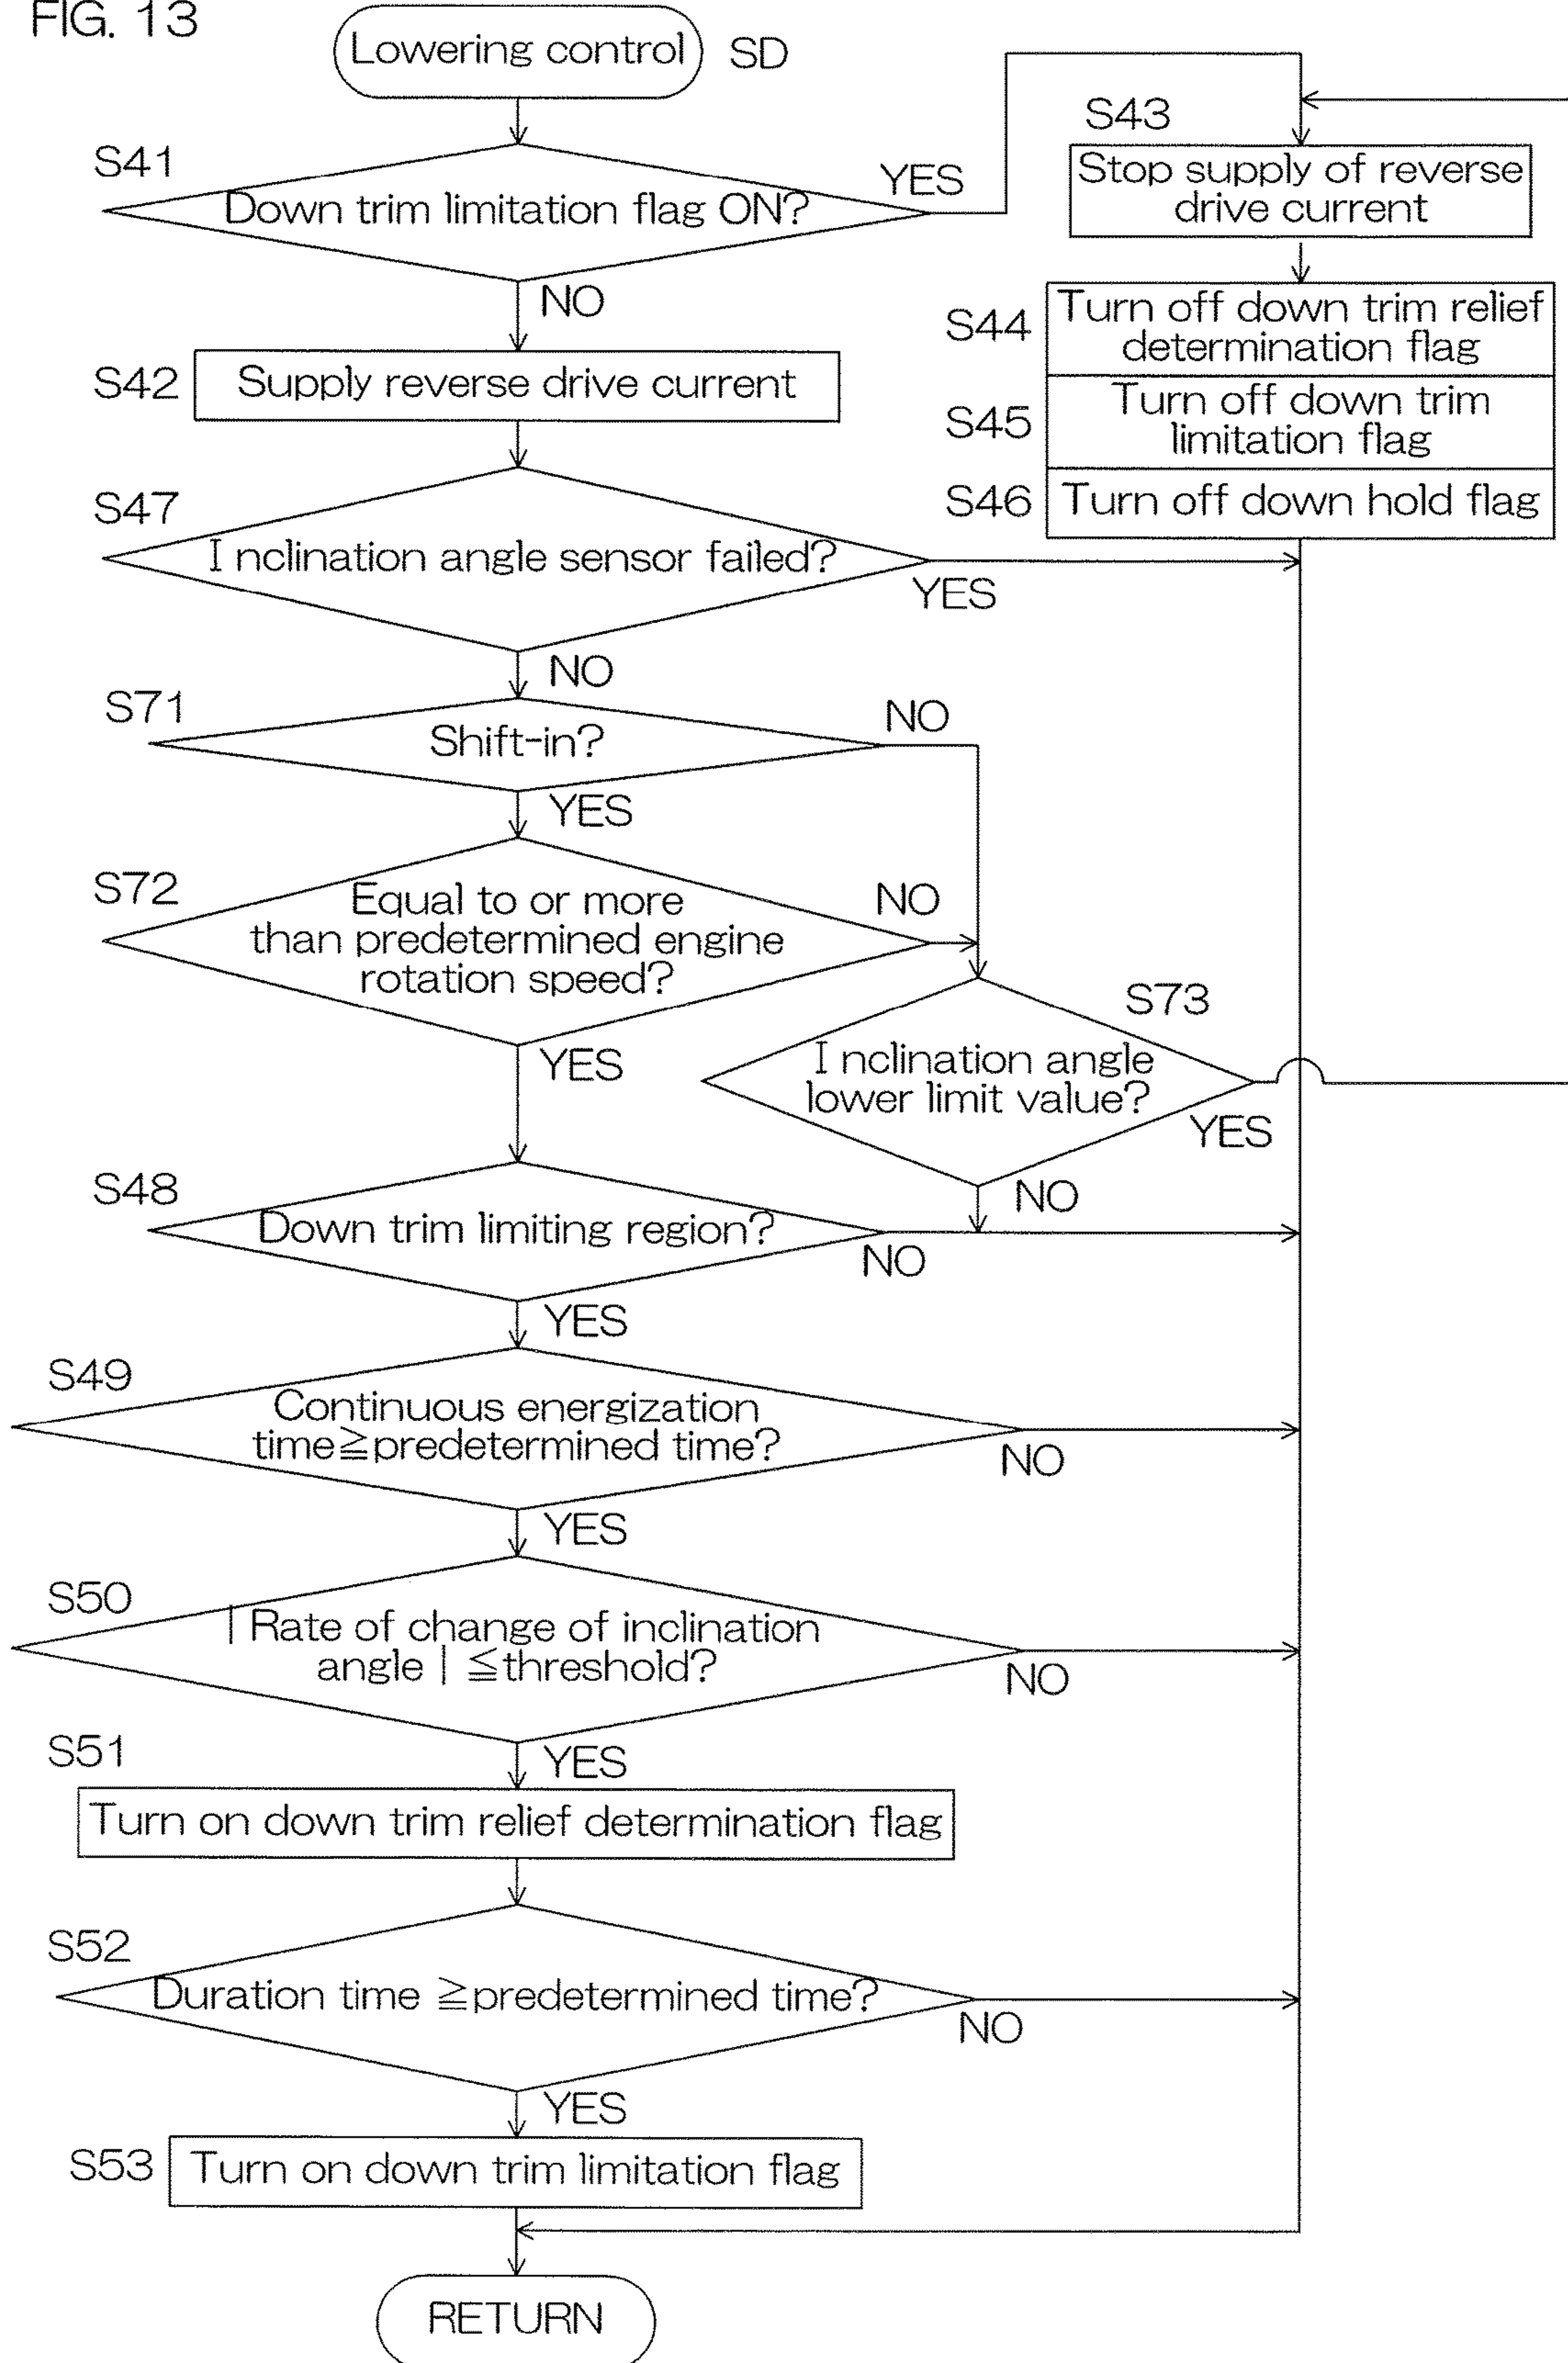 FIG. 13
Lowering control
SD
S41
Down trim limitation flag ON?
YES
NO
S43
Stop supply of reverse
drive current
S44
Turn off down trim relief
determination flag
S45
Turn off down trim
limitation flag
S46
Turn off down hold flag
S42
Supply reverse drive current
S47
Inclination angle sensor failed?
YES
NO
S71
Shift-in?
NO
YES
S72
Equal to or more
than predetermined engine
rotation speed?
NO
YES
S73
Inclination angle
lower limit value?
YES
NO
S48
Down trim limiting region?
NO
YES
S49
Continuous energization
time≧predetermined time?
NO
YES
S50
| Rate of change of inclination
angle | ≦threshold?
NO
YES
S51
Turn on down trim relief determination flag
S52
Duration time ≧predetermined time?
NO
YES
S53
Turn on down trim limitation flag
RETURN